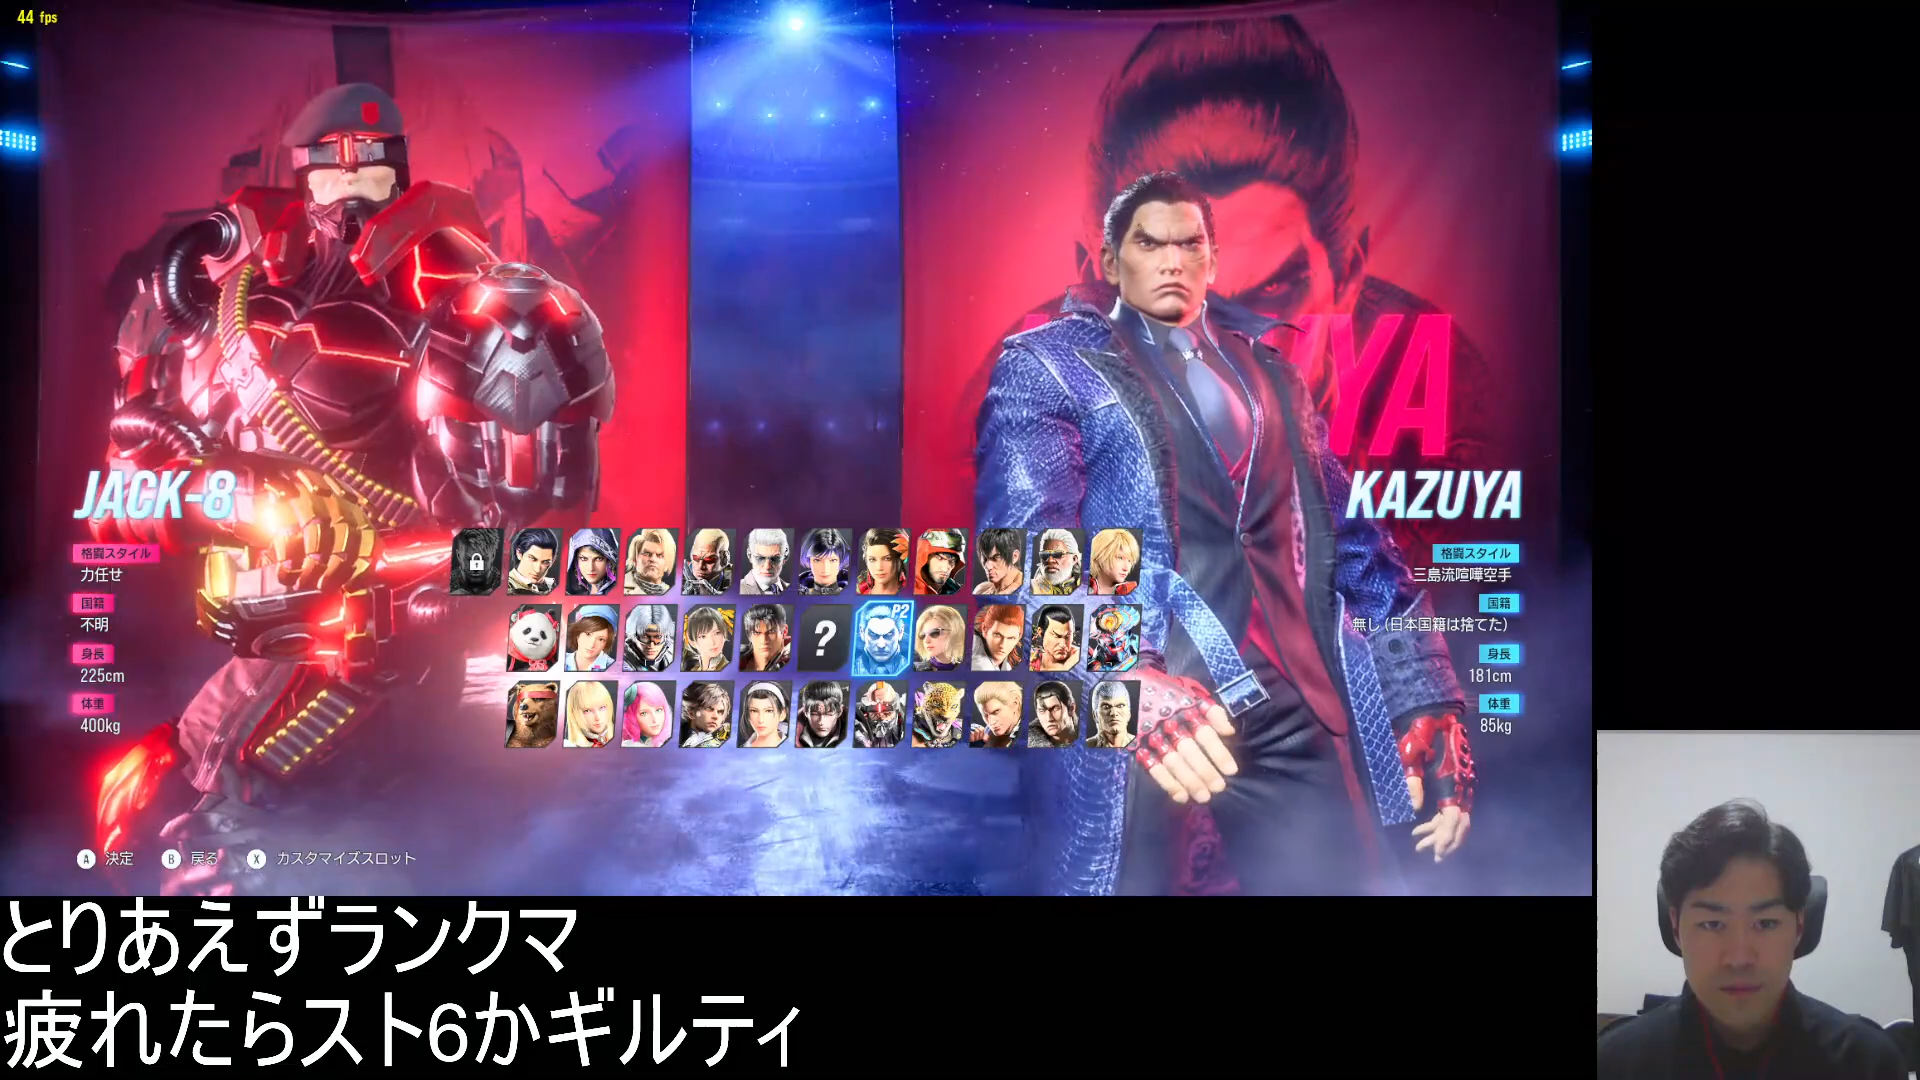 44 fps
YA
JACK-8
格闘スタイル
力任せ
国籍
不明
身長
225cm
体重
400kg
P2
?
KAZUYA
格闘スタイル
三島流喧嘩空手
国籍
無し(日本国籍は捨てた)
身長
181cm
体重
85kg
A 決定 B 戻る X カスタマイズスロット
とりあえずランクマ
疲れたらスト6かギルティ